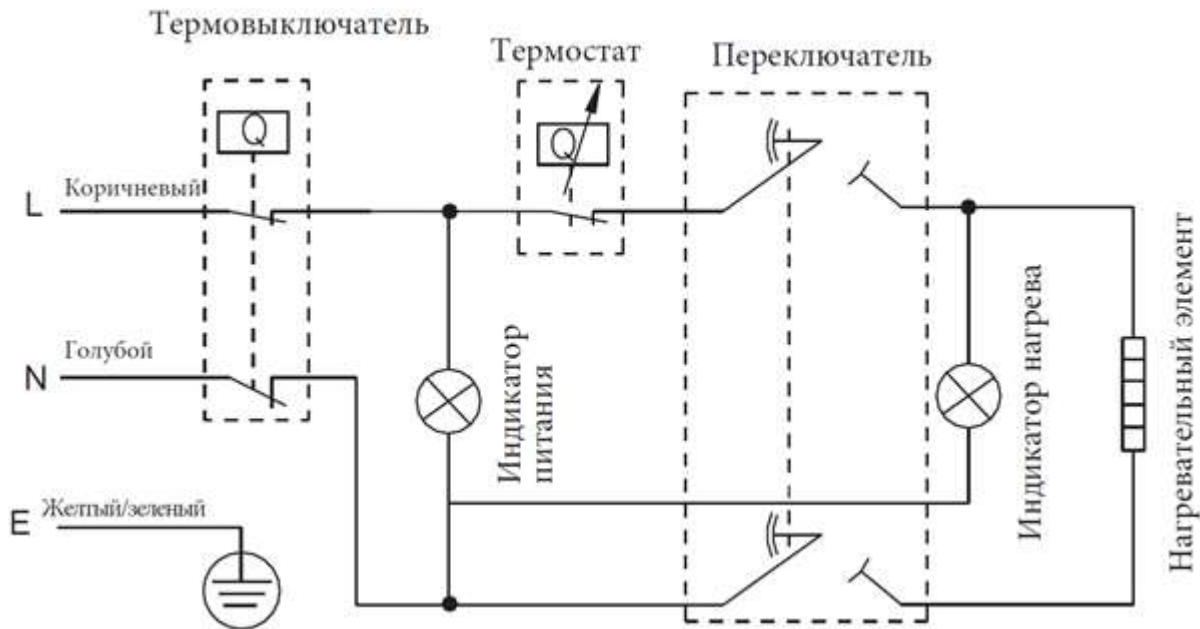 Термовыключатель
Термостат
Переключатель
Q
Q
L
Коричневый
N
Голубой
E
Желтый/зеленый
Индикатор
питания
Индикатор нагрева
Нагревательный элемент